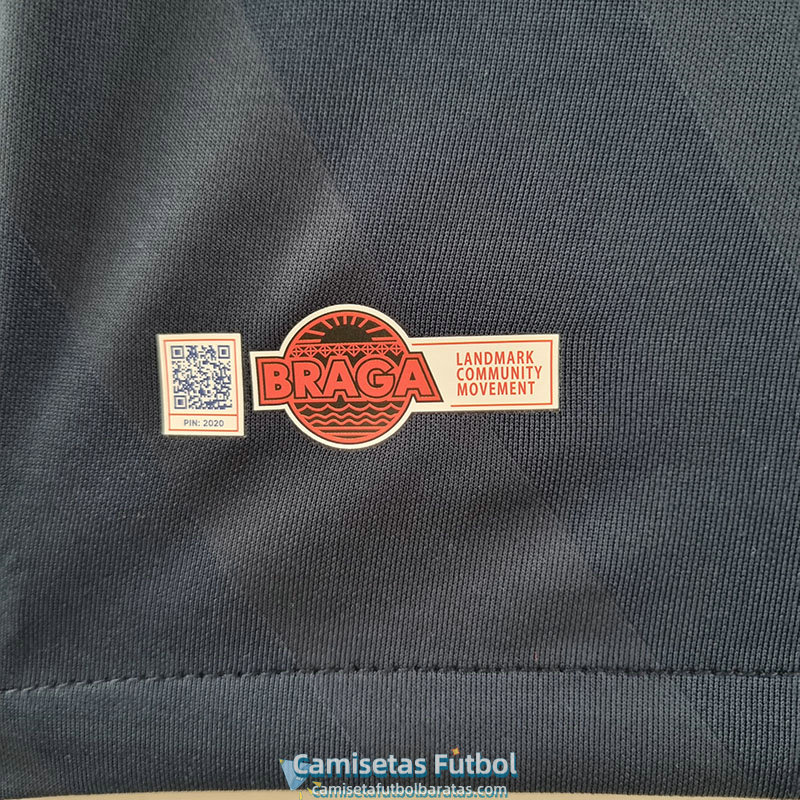 PIN: 2020
BRAGA
LANDMARK
COMMUNITY
MOVEMENT
Camisetas Futbol
camisetafutbolbaratas.com